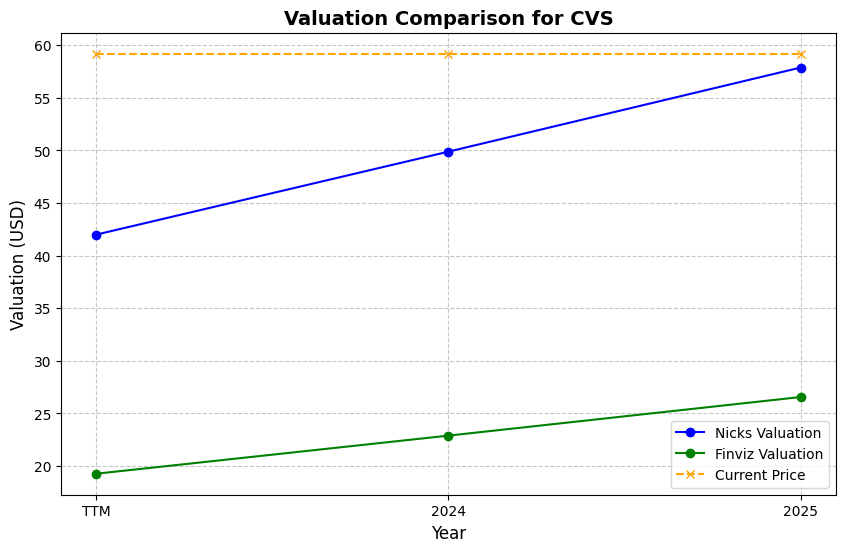 Valuation Comparison for CVS
60
55
50
45
40
35
30
25
20
Valuation (USD)
TTM
2024
2025
Year
Nicks Valuation
Finviz Valuation
Current Price